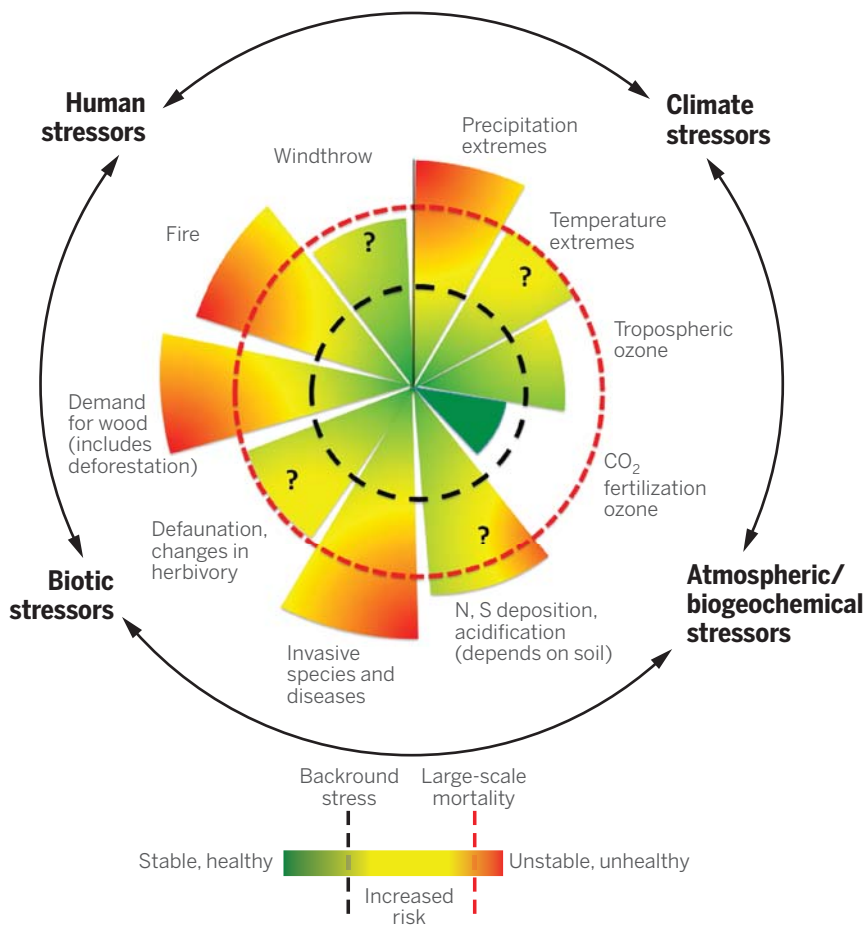 Human
stressors
Climate
stressors
Precipitation
extremes
Windthrow
Temperature
extremes
Fire
?
?
Tropospheric
ozone
Demand
for wood
(includes
deforestation)
CO2
fertilization
ozone
?
?
Defaunation,
changes in
herbivory
Biotic
stressors
Atmospheric/
biogeochemical
stressors
N, S deposition,
acidification
(depends on soil)
Invasive
species and
diseases
Backround
stress
Large-scale
mortality
Stable, healthy
Unstable, unhealthy
Increased
risk